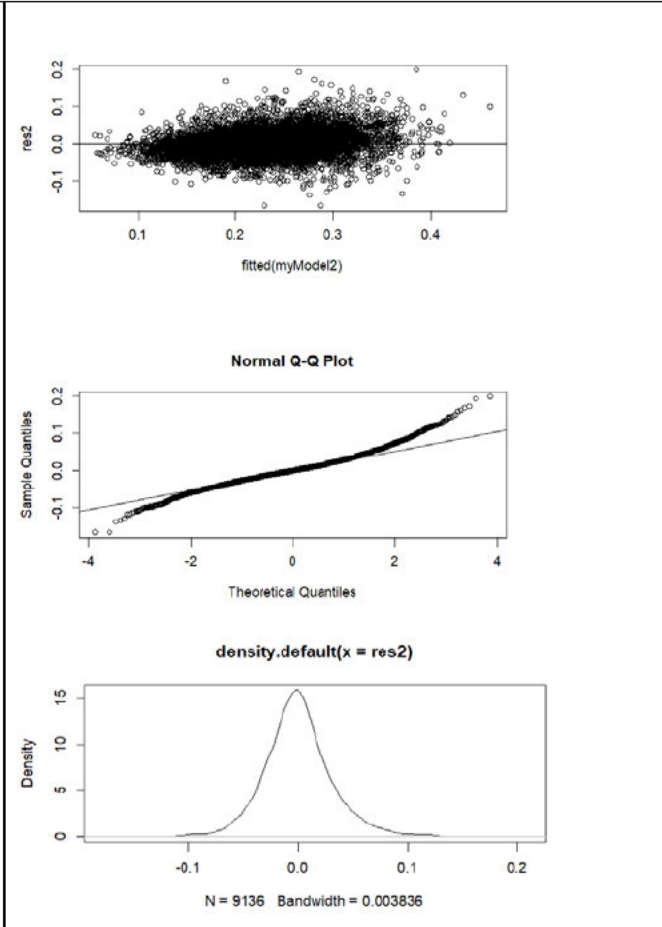 0.2
0.1
0.0
-0.1
res2
0.1 0.2 0.3 0.4
fitted(myModel2)
Normal Q-Q Plot
0.2
0.1
0.0
-0.1
Sample Quantiles
-4 -2 0 2 4
Theoretical Quantiles
density.default(x = res2)
15
10
5
0
Density
-0.1 0.0 0.1 0.2
N = 9136 Bandwidth = 0.003836